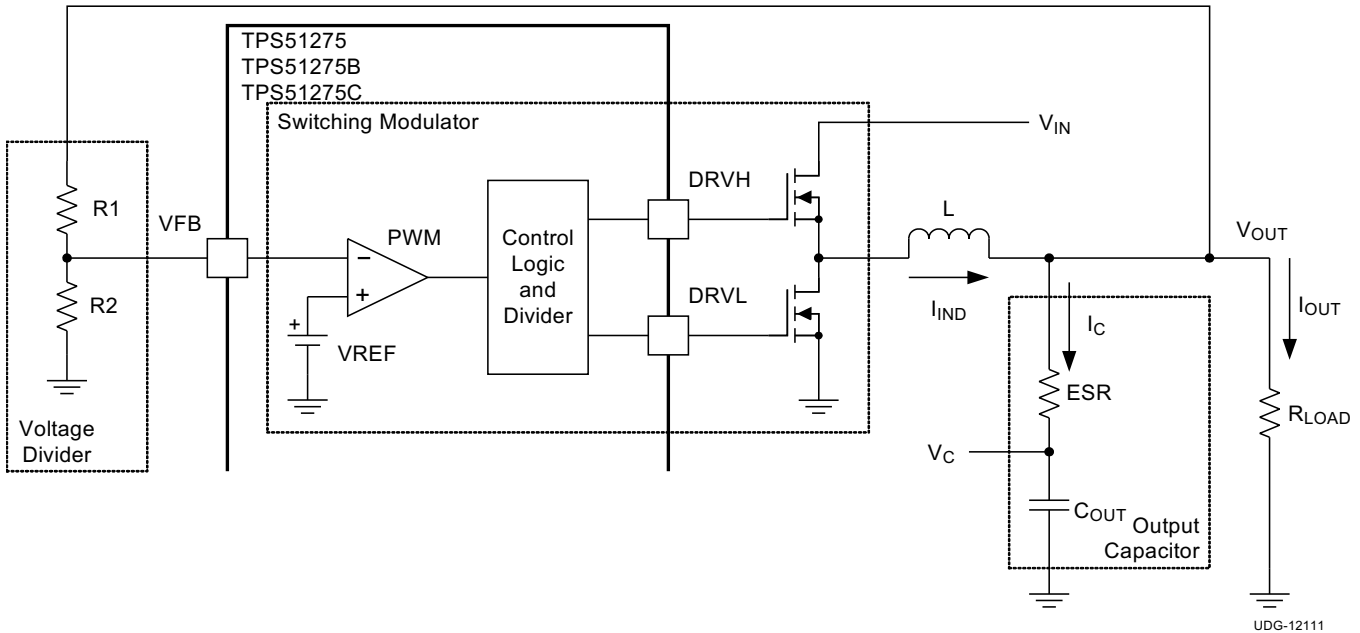 TPS51275
TPS51275B
TPS51275C
Switching Modulator
VIN
R1
VFB
DRVH
PWM
L
Control
Logic
and
Divider
VOUT
−
+
R2
DRVL
+
VREF
IIND
IC
IOUT
ESR
RLOAD
Voltage
Divider
VC
COUT
Output
Capacitor
UDG-12111